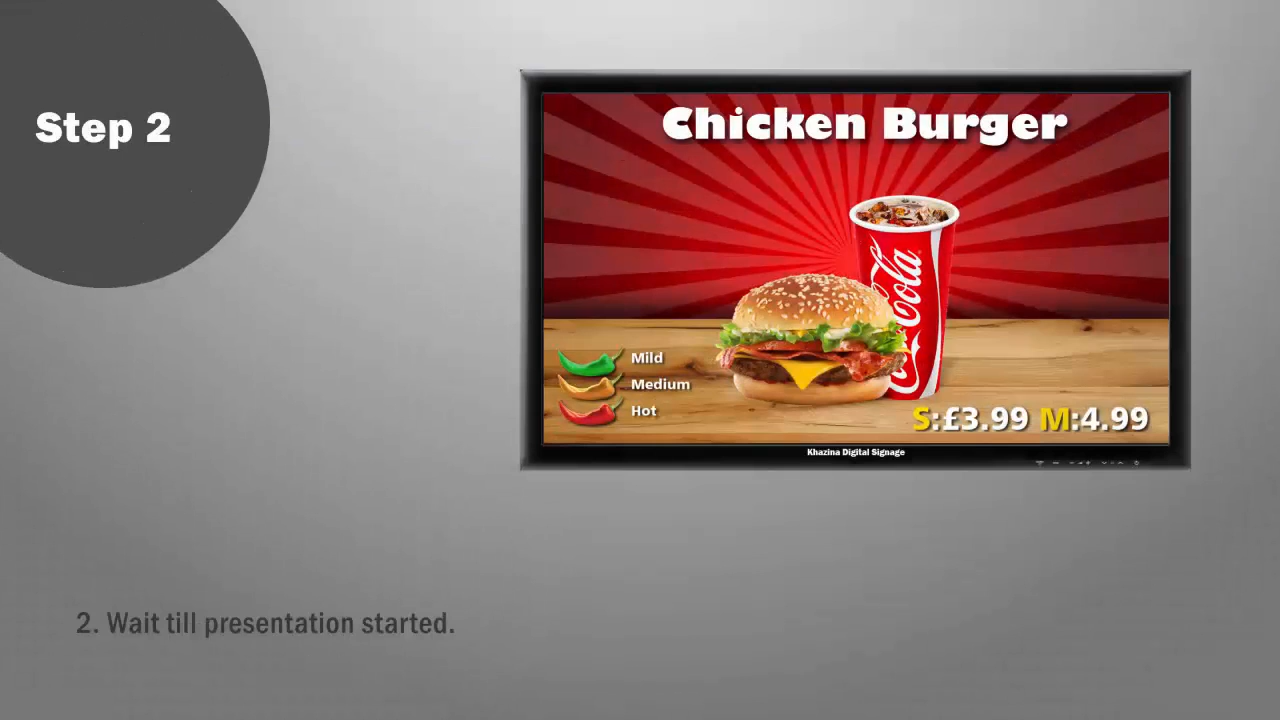 Step 2
Chicken Burger
Cola
Mild
Medium
Hot
S:£3.99 M:4.99
Khazina Digital Signage
2. Wait till presentation started.